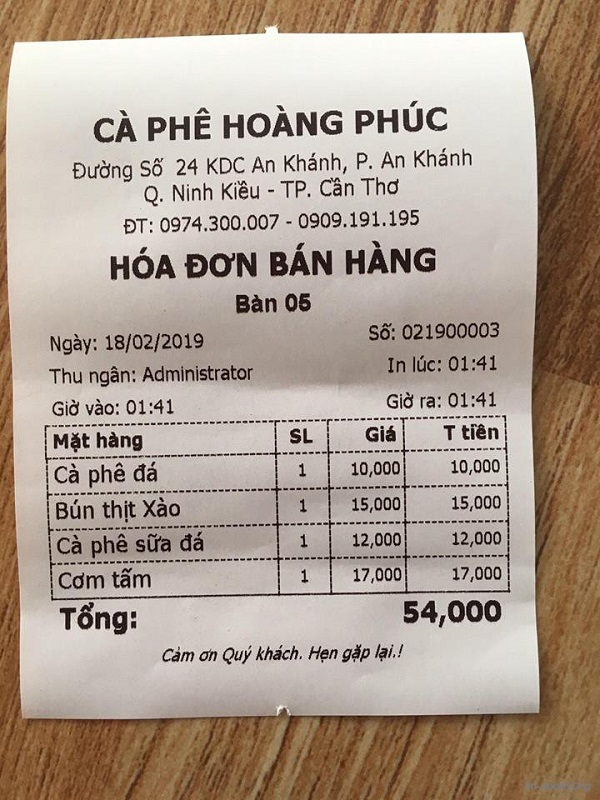 CÀ PHÊ HOÀNG PHÚC
Đường Số 24 KDC An Khánh, P. An Khánh
Q. Ninh Kiều - TP. Cần Thơ
ĐT: 0974.300.007 - 0909.191.195
HÓA ĐƠN BÁN HÀNG
Bàn 05
Ngày: 18/02/2019 Số: 021900003
Thu ngân: Administrator In lúc: 01:41
Giờ vào: 01:41 Giờ ra: 01:41
Mặt hàng SL Giá T tiền
Cà phê đá 1 10,000 10,000
Bún thịt Xào 1 15,000 15,000
Cà phê sữa đá 1 12,000 12,000
Cơm tấm 1 17,000 17,000
Tổng: 54,000
Cảm ơn Quý khách. Hẹn gặp lại.!